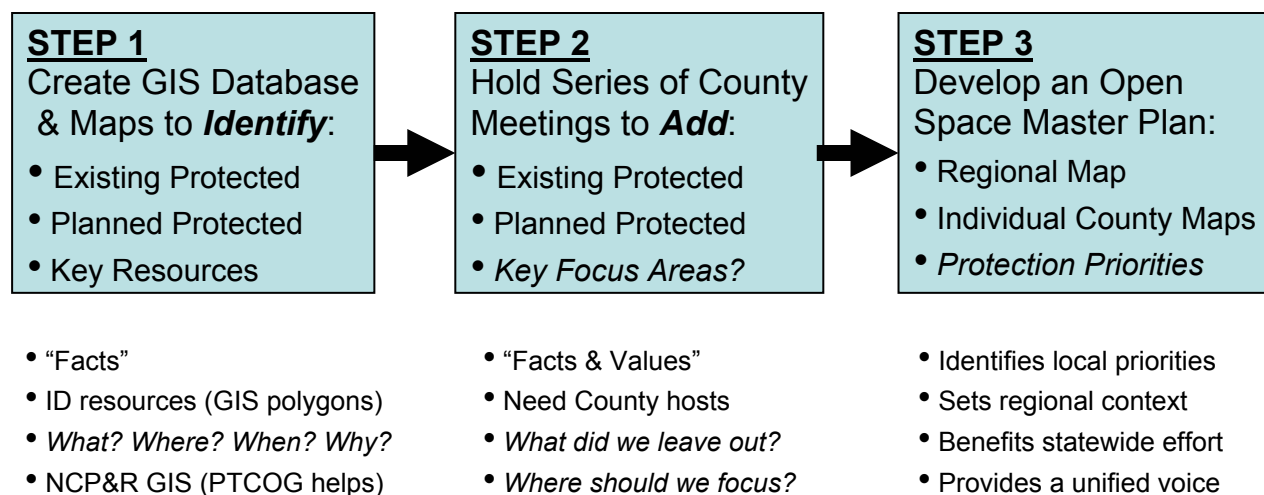 STEP 1
Create GIS Database
& Maps to Identify:
• Existing Protected
• Planned Protected
• Key Resources
STEP 2
Hold Series of County
Meetings to Add:
• Existing Protected
• Planned Protected
• Key Focus Areas?
STEP 3
Develop an Open
Space Master Plan:
• Regional Map
• Individual County Maps
• Protection Priorities
• “Facts”
• ID resources (GIS polygons)
• What? Where? When? Why?
• NCP&R GIS (PTCOG helps)
• “Facts & Values”
• Need County hosts
• What did we leave out?
• Where should we focus?
• Identifies local priorities
• Sets regional context
• Benefits statewide effort
• Provides a unified voice